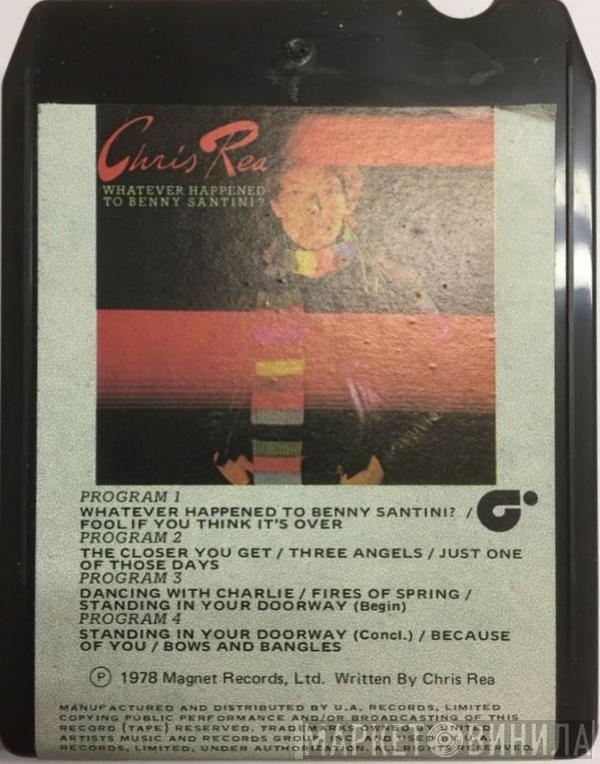 Chris Rea
WHATEVER HAPPENED
TO BENNY SANTINI?
PROGRAM 1
WHATEVER HAPPENED TO BENNY SANTINI? /
FOOL IF YOU THINK IT'S OVER
PROGRAM 2
THE CLOSER YOU GET / THREE ANGELS / JUST ONE
OF THOSE DAYS
PROGRAM 3
DANCING WITH CHARLIE / FIRES OF SPRING /
STANDING IN YOUR DOORWAY (Begin)
PROGRAM 4
STANDING IN YOUR DOORWAY (Concl.) / BECAUSE
OF YOU / BOWS AND BANGLES
Ⓟ 1978 Magnet Records, Ltd. Written By Chris Rea
MANUFACTURED AND DISTRIBUTED BY U.A. RECORDS, LIMITED
COPYING PUBLIC PERFORMANCE AND/OR BROADCASTING OF THIS
RECORD (TAPE) RESERVED. TRADEMARKS OWNED BY UNITED
ARTISTS MUSIC AND RECORDS GROUP, INC. AND USED BY U.A.
RECORDS, LIMITED, UNDER AUTHORIZATION. ALL RIGHTS RESERVED.
МАРКЕТ ВИНИЛА